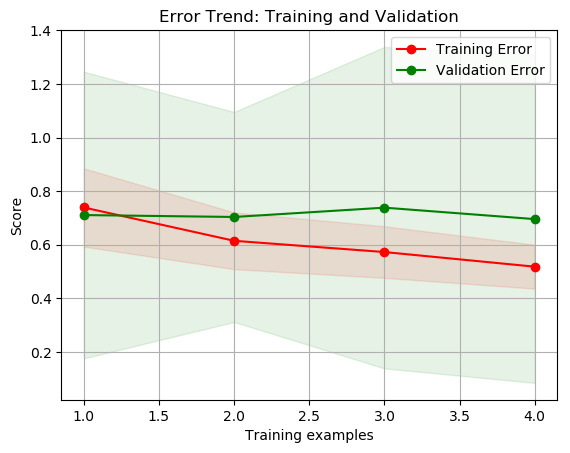 Error Trend: Training and Validation
1.4
1.2
1.0
0.8
0.6
0.4
0.2
Score
Training Error
Validation Error
1.0 1.5 2.0 2.5 3.0 3.5 4.0
Training examples